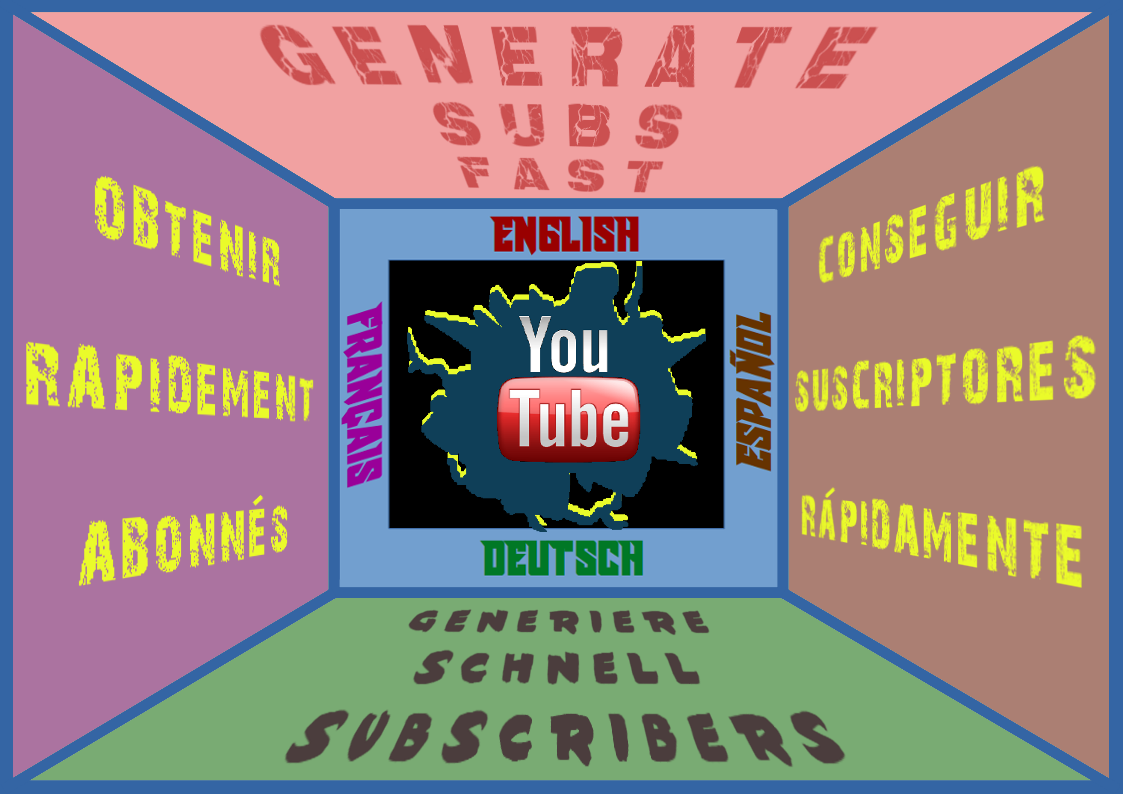 GENERATE
SUBS
FAST
ENGLISH
OBTENIR
RAPIDEMENT
ABONNÉS
FRANÇAIS
You
Tube
ESPAÑOL
CONSEGUIR
SUSCRIPTORES
RÁPIDAMENTE
DEUTSCH
GENERIERE
SCHNELL
SUBSCRIBERS